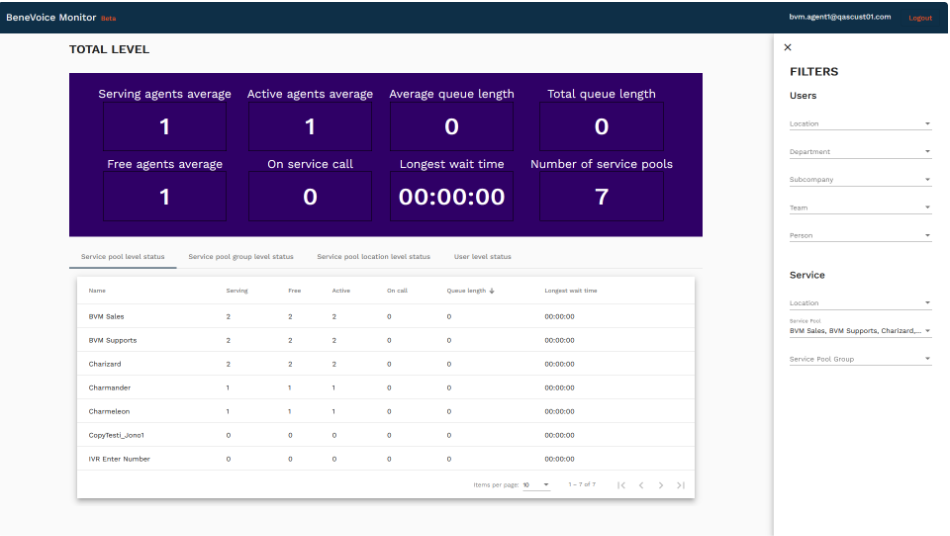 BeneVoice Monitor Beta
bvm.agent1@qascust01.com Logout
TOTAL LEVEL
Serving agents average Active agents average Average queue length Total queue length
1 1 0 0
Free agents average On service call Longest wait time Number of service pools
1 0 00:00:00 7
Service pool level status Service pool group level status Service pool location level status User level status
Name Serving Free Active On call Queue length ↓ Longest wait time
BVM Sales 2 2 2 0 0 00:00:00
BVM Supports 2 2 2 0 0 00:00:00
Charizard 2 2 2 0 0 00:00:00
Charmander 1 1 1 0 0 00:00:00
Charmeleon 1 1 1 0 0 00:00:00
CopyTesti_Jono1 0 0 0 0 0 00:00:00
IVR Enter Number 0 0 0 0 0 00:00:00
Items per page: 10 1 – 7 of 7
FILTERS
Users
Location
Department
Subcompany
Team
Person
Service
Location
Service Pool
BVM Sales, BVM Supports, Charizard,...
Service Pool Group